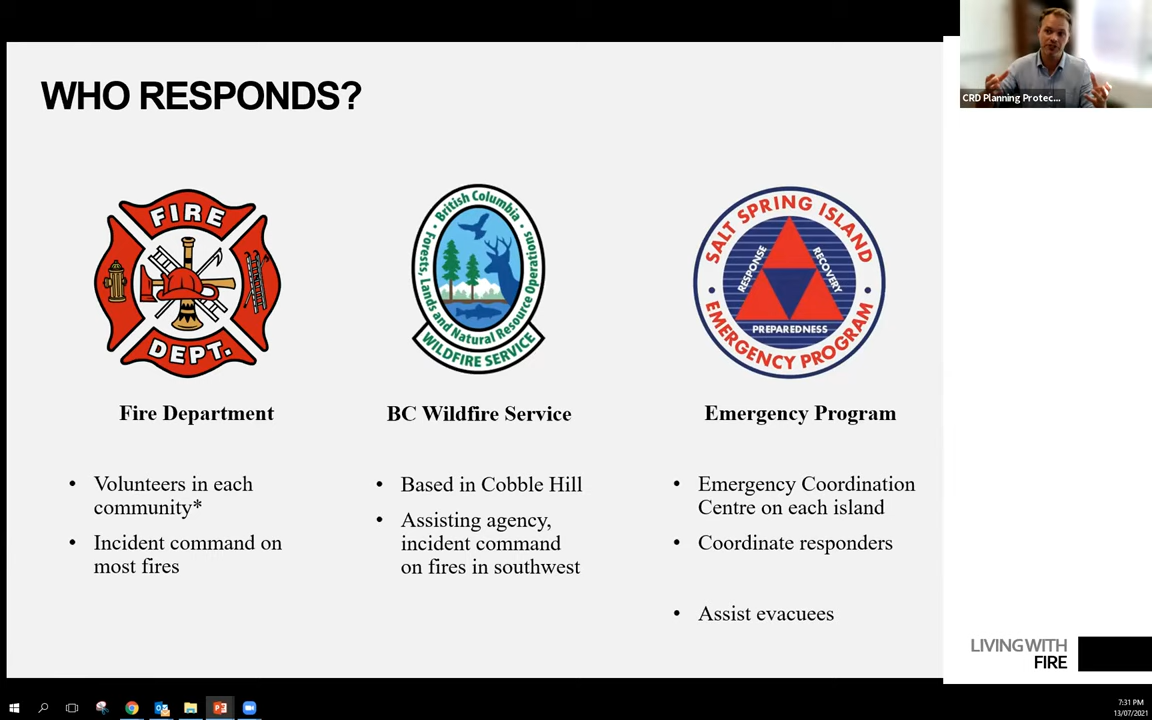 CRD Planning Protec...
WHO RESPONDS?
FIRE
DEPT.
British Columbia
Forests, Lands and Natural Resource Operations
WILDFIRE SERVICE
SALT SPRING ISLAND
RESPONSE
RECOVERY
PREPAREDNESS
EMERGENCY PROGRAM
Fire Department
BC Wildfire Service
Emergency Program
• Volunteers in each
community*
• Incident command on
most fires
• Based in Cobble Hill
• Assisting agency,
incident command
on fires in southwest
• Emergency Coordination
Centre on each island
• Coordinate responders
• Assist evacuees
LIVING WITH
FIRE
7:31 PM
13/07/2021